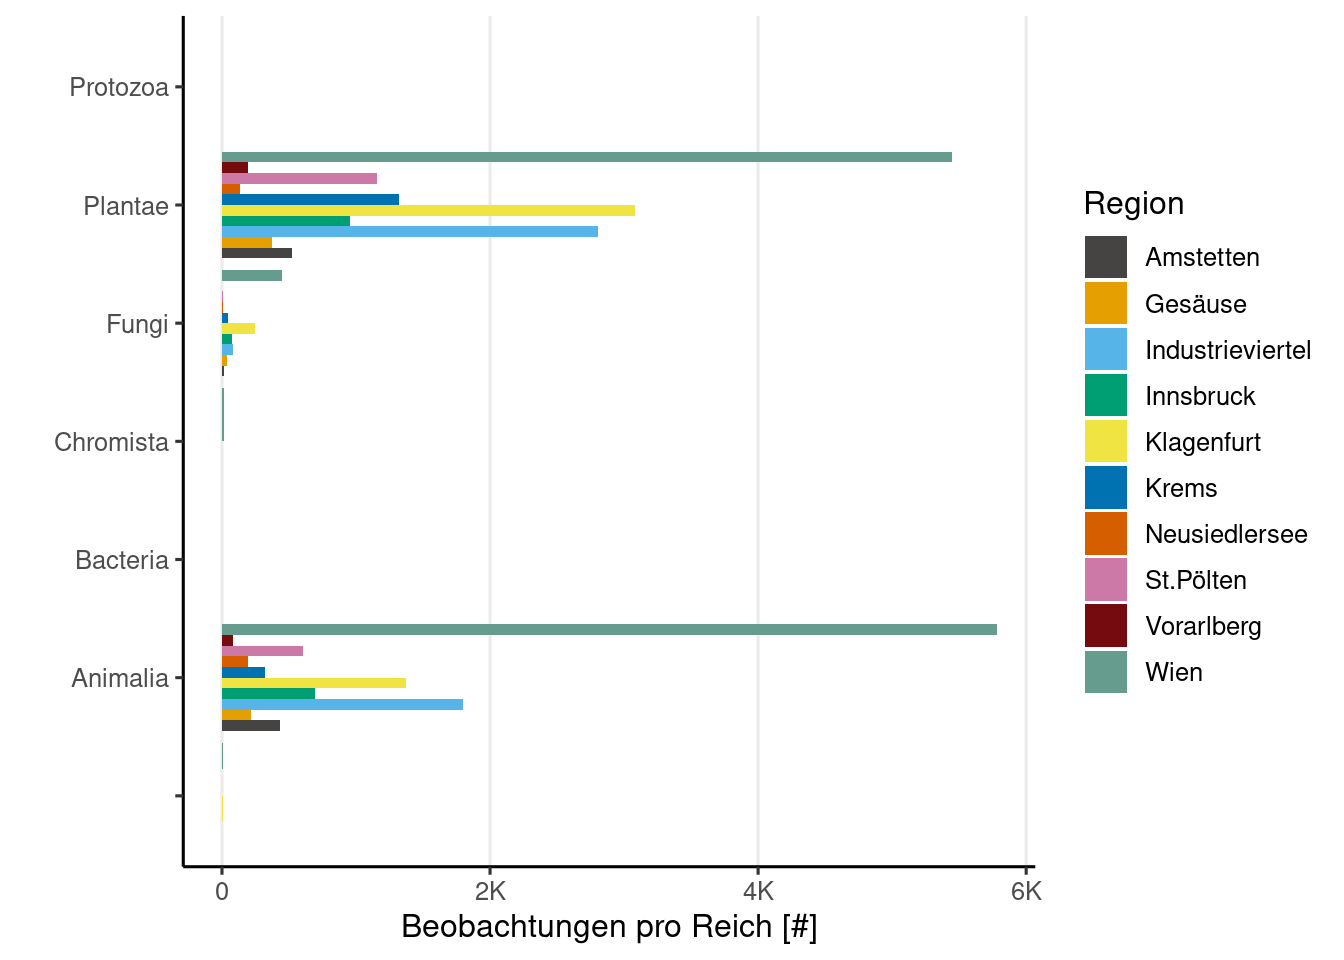 Protozoa
Plantae
Fungi
Chromista
Bacteria
Animalia
0
2K
4K
6K
Beobachtungen pro Reich [#]
Region
Amstetten
Gesäuse
Industrieviertel
Innsbruck
Klagenfurt
Krems
Neusiedlersee
St.Pölten
Vorarlberg
Wien